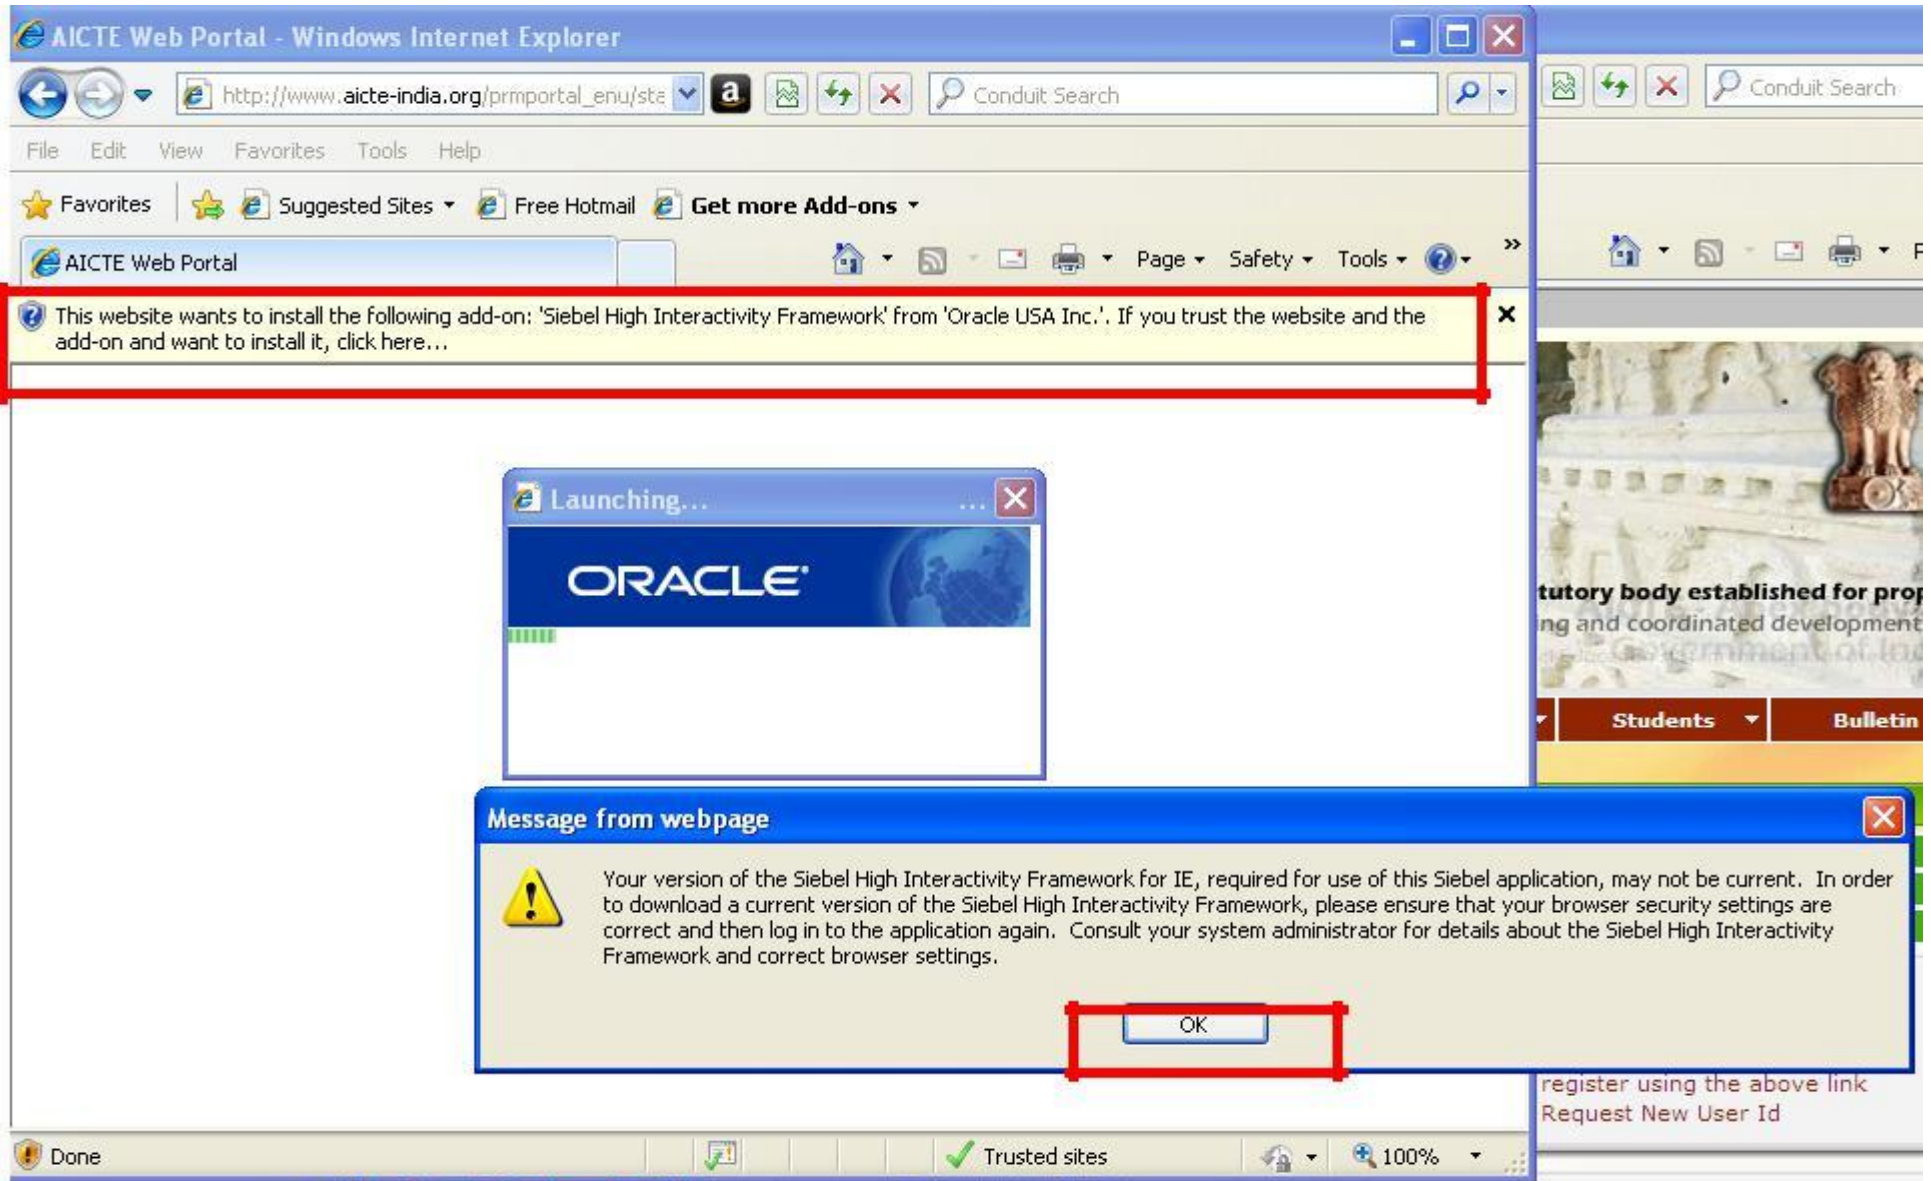 AICTE Web Portal - Windows Internet Explorer
http://www.aicte-india.org/prmportal_enu/sta
a
Conduit Search
Conduit Search
File Edit View Favorites Tools Help
Favorites Suggested Sites Free Hotmail Get more Add-ons
AICTE Web Portal
Page Safety Tools »
This website wants to install the following add-on: 'Siebel High Interactivity Framework' from 'Oracle USA Inc.'. If you trust the website and the
add-on and want to install it, click here...
Launching... ...
ORACLE
tutory body established for prop
ing and coordinated development
Government of Ind
Students Bulletin
Message from webpage
Your version of the Siebel High Interactivity Framework for IE, required for use of this Siebel application, may not be current. In order
to download a current version of the Siebel High Interactivity Framework, please ensure that your browser security settings are
correct and then log in to the application again. Consult your system administrator for details about the Siebel High Interactivity
Framework and correct browser settings.
OK
register using the above link
Request New User Id
Done Trusted sites 100%